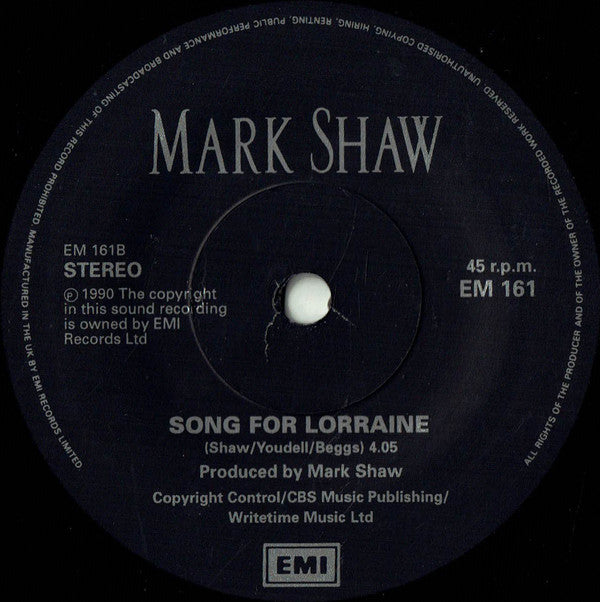 ALL RIGHTS OF THE PRODUCER AND OF THE OWNER OF THE RECORDED WORK RESERVED. UNAUTHORISED COPYING, HIRING, RENTING, PUBLIC PERFORMANCE AND BROADCASTING OF THIS RECORD PROHIBITED. MANUFACTURED IN THE UK BY EMI RECORDS LIMITED.
MARK SHAW
EM 161B
STEREO
℗ 1990 The copyright
in this sound recording
is owned by EMI
Records Ltd
45 r.p.m.
EM 161
SONG FOR LORRAINE
(Shaw/Youdell/Beggs) 4.05
Produced by Mark Shaw
Copyright Control/CBS Music Publishing/
Writetime Music Ltd
EMI